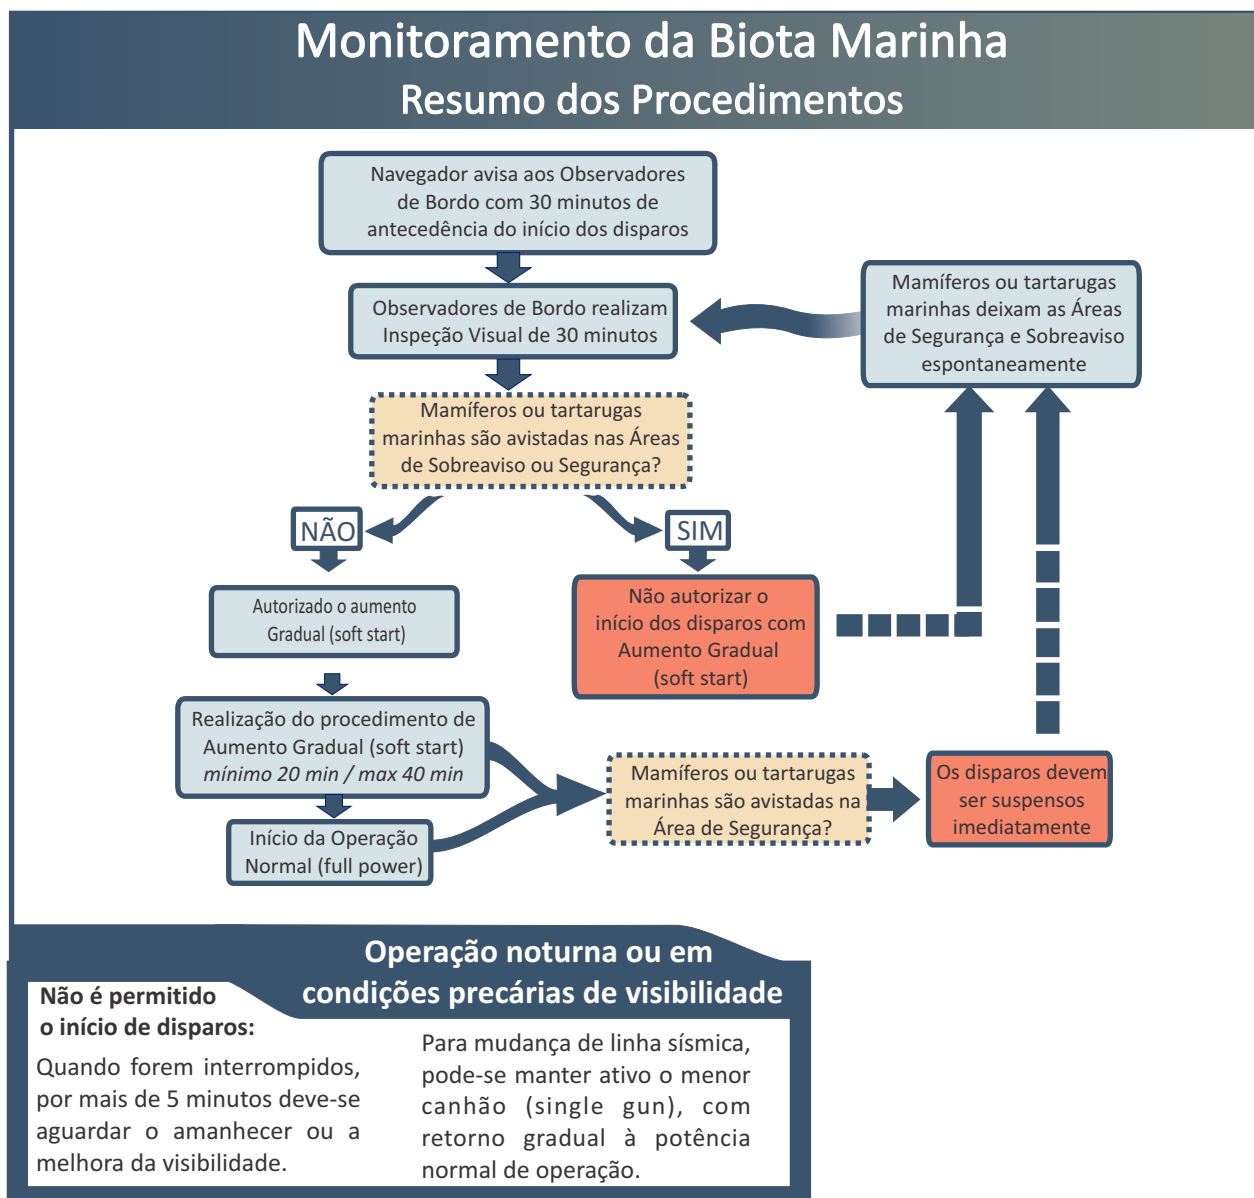 Monitoramento da Biota Marinha
Resumo dos Procedimentos
Navegador avisa aos Observadores
de Bordo com 30 minutos de
antecedência do início dos disparos
Observadores de Bordo realizam
Inspeção Visual de 30 minutos
Mamíferos ou tartarugas
marinhas deixam as Áreas
de Segurança e Sobreaviso
espontaneamente
Mamíferos ou tartarugas
marinhas são avistadas nas Áreas
de Sobreaviso ou Segurança?
NÃO
SIM
Autorizado o aumento
Gradual (soft start)
Não autorizar o
início dos disparos com
Aumento Gradual
(soft start)
Realização do procedimento de
Aumento Gradual (soft start)
mínimo 20 min / max 40 min
Mamíferos ou tartarugas
marinhas são avistadas na
Área de Segurança?
Os disparos devem
ser suspensos
imediatamente
Início da Operação
Normal (full power)
Operação noturna ou em
condições precárias de visibilidade
Não é permitido
o início de disparos:
Quando forem interrompidos,
por mais de 5 minutos deve-se
aguardar o amanhecer ou a
melhora da visibilidade.
Para mudança de linha sísmica,
pode-se manter ativo o menor
canhão (single gun), com
retorno gradual à potência
normal de operação.